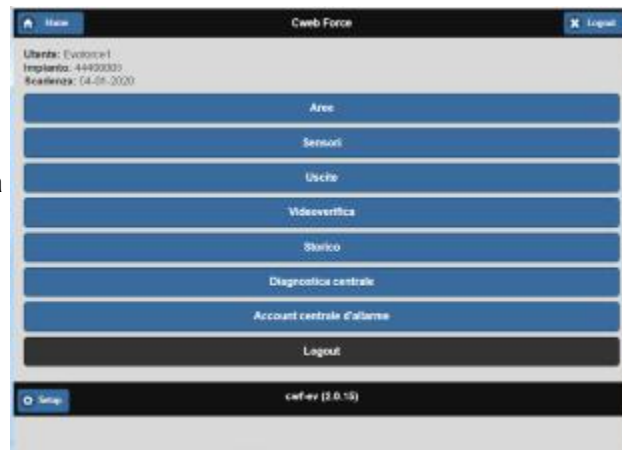 Home Cweb Force Logout
Utente: Evoforce1
Impianto: 44400001
Scadenza: 04-01-2020
Aree
Sensori
Uscite
Videoverifica
Storico
Diagnostica centrale
Account centrale d'allarme
Logout
Setup cwf-ev (2.0.15)